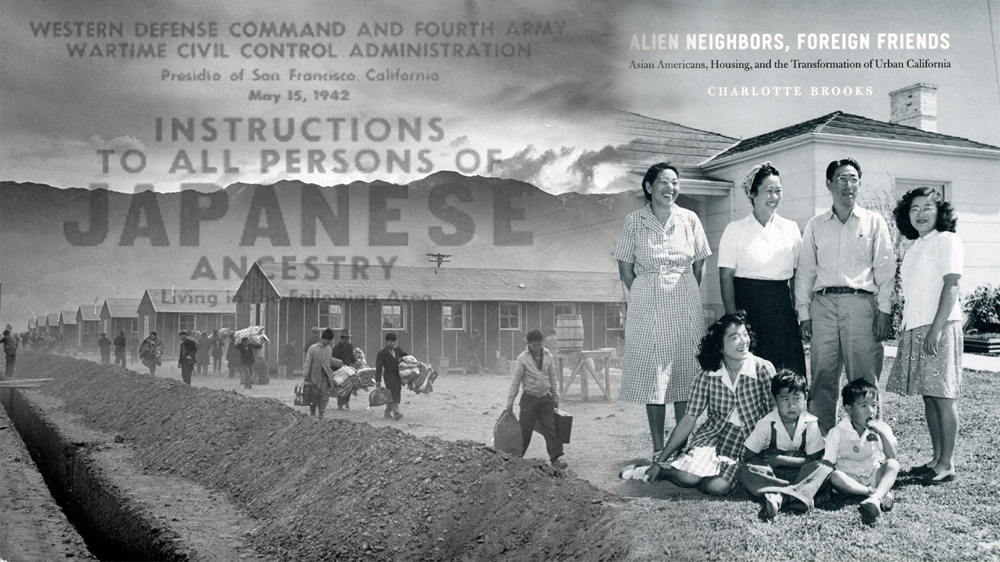 WESTERN DEFENSE COMMAND AND FOURTH ARMY
WARTIME CIVIL CONTROL ADMINISTRATION
Presidio of San Francisco, California
May 15, 1942
INSTRUCTIONS
TO ALL PERSONS OF
JAPANESE
ANCESTRY
Living in the Following Area
ALIEN NEIGHBORS, FOREIGN FRIENDS
Asian Americans, Housing, and the Transformation of Urban California
CHARLOTTE BROOKS